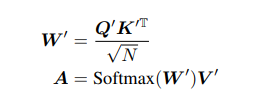 W′ = Q′K′𝕋 / √N
A = Softmax(W′)V′